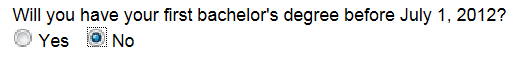 Will you have your first bachelor's degree before July 1, 2012?
Yes No